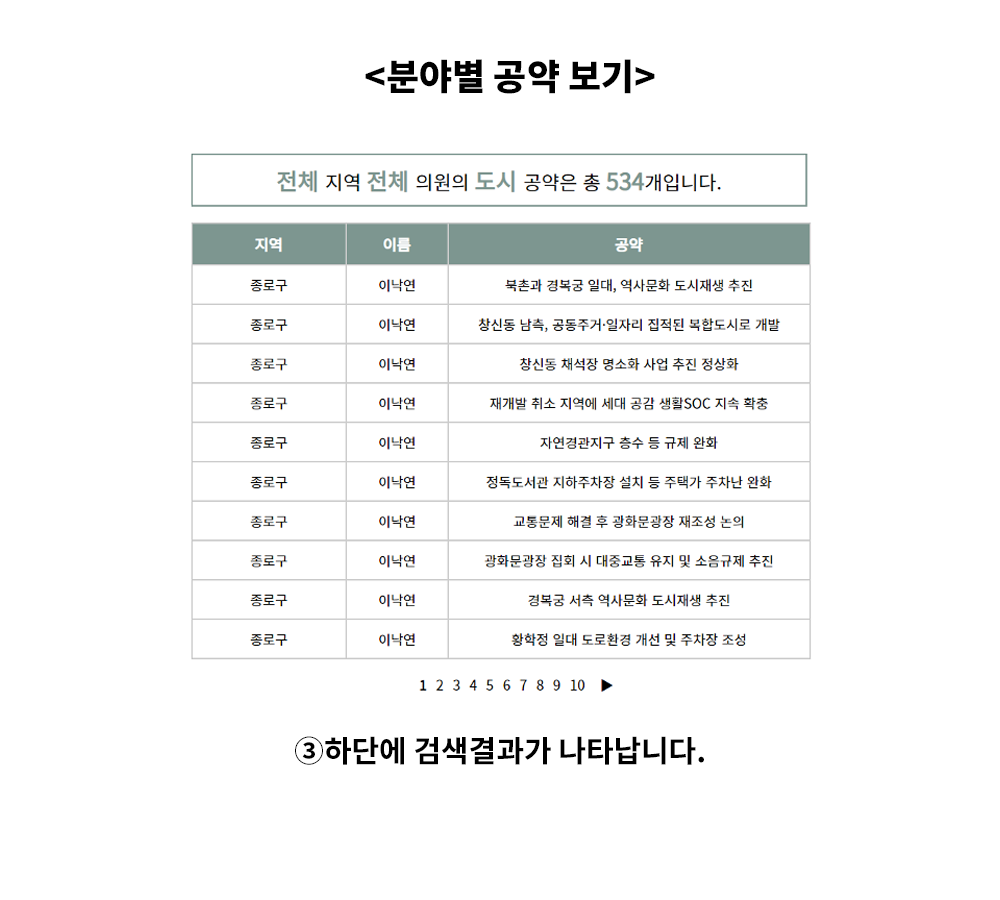 <분야별 공약 보기>
전체 지역 전체 의원의 도시 공약은 총 534개입니다.
지역 이름 공약
종로구 이낙연 북촌과 경복궁 일대, 역사문화 도시재생 추진
종로구 이낙연 창신동 남측, 공동주거·일자리 집적된 복합도시로 개발
종로구 이낙연 창신동 채석장 명소화 사업 추진 정상화
종로구 이낙연 재개발 취소 지역에 세대 공감 생활SOC 지속 확충
종로구 이낙연 자연경관지구 층수 등 규제 완화
종로구 이낙연 정독도서관 지하주차장 설치 등 주택가 주차난 완화
종로구 이낙연 교통문제 해결 후 광화문광장 재조성 논의
종로구 이낙연 광화문광장 집회 시 대중교통 유지 및 소음규제 추진
종로구 이낙연 경복궁 서측 역사문화 도시재생 추진
종로구 이낙연 황학정 일대 도로환경 개선 및 주차장 조성
1 2 3 4 5 6 7 8 9 10 ▶
③하단에 검색결과가 나타납니다.